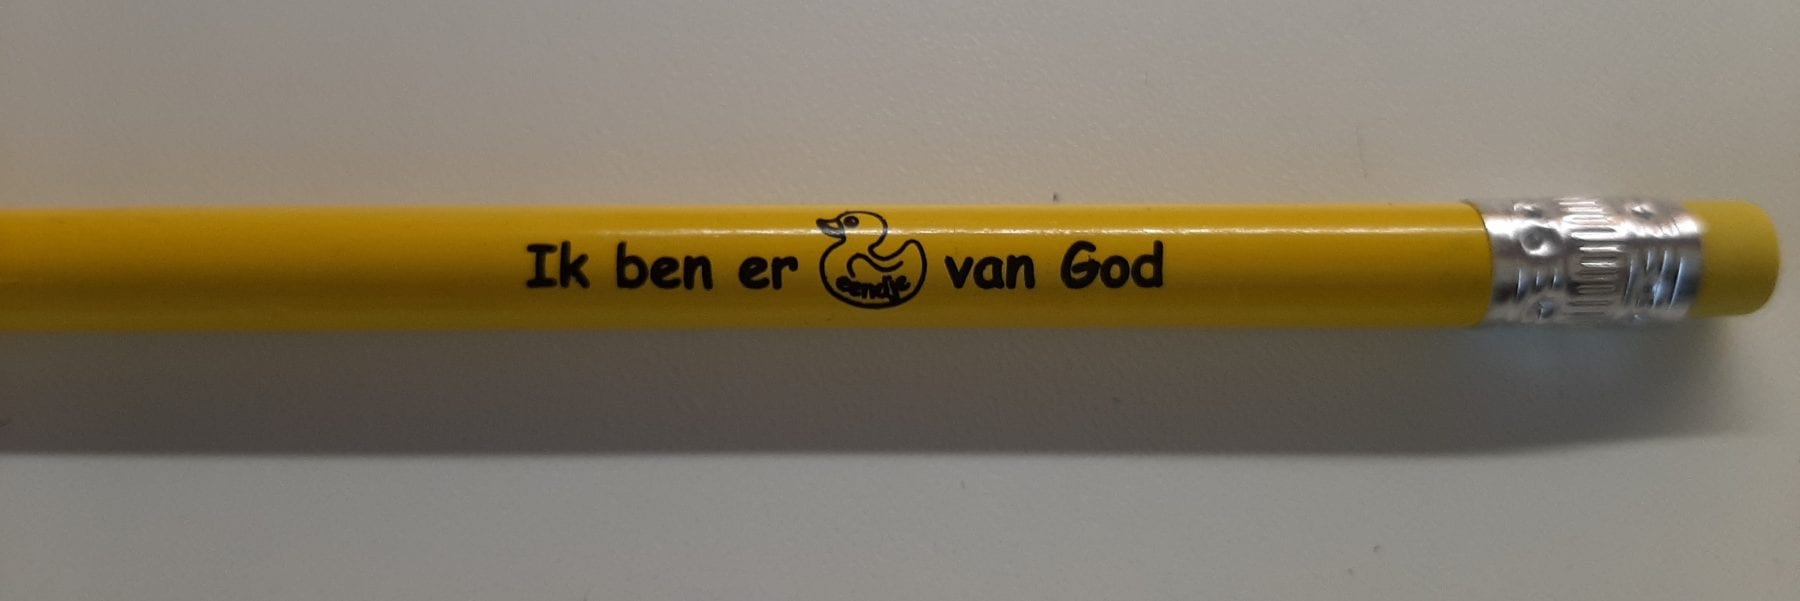 Ik ben er eendje van God